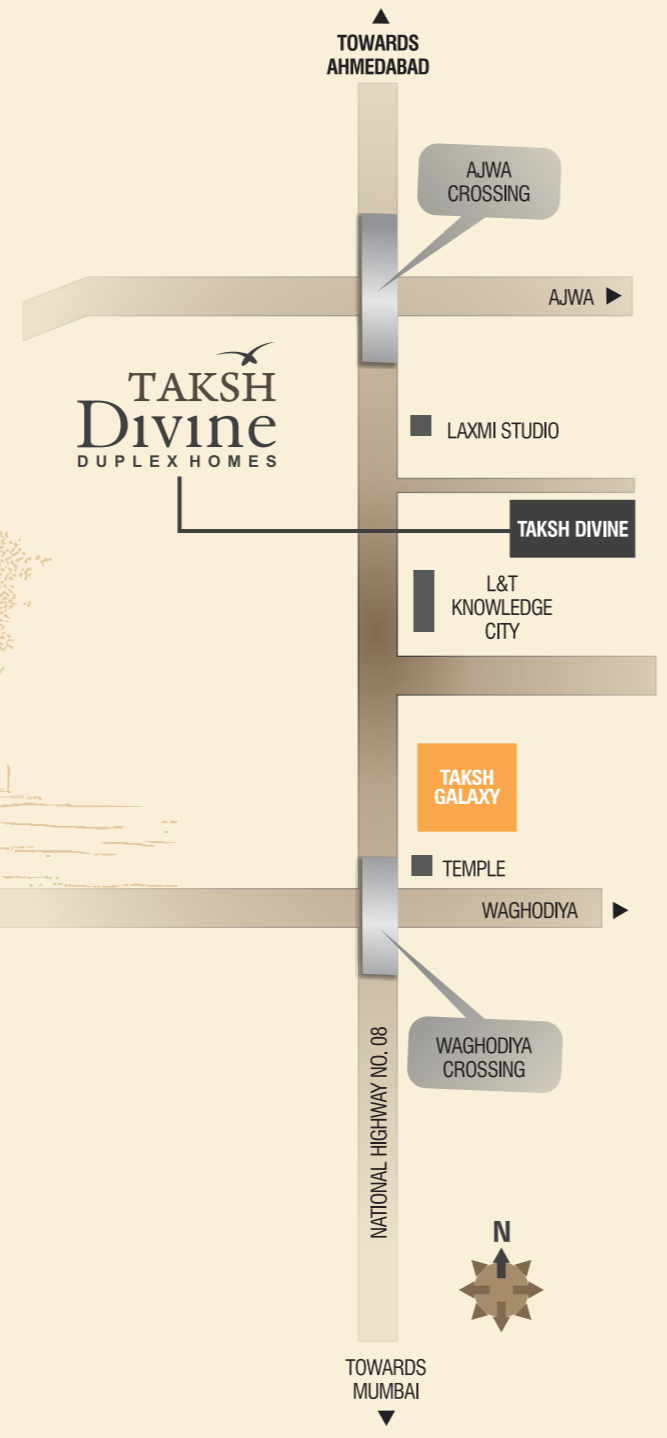 TOWARDS
AHMEDABAD
AJWA
CROSSING
AJWA
TAKSH
Divine
DUPLEX HOMES
LAXMI STUDIO
TAKSH DIVINE
L&T
KNOWLEDGE
CITY
TAKSH
GALAXY
TEMPLE
WAGHODIYA
WAGHODIYA
CROSSING
NATIONAL HIGHWAY NO. 08
N
TOWARDS
MUMBAI